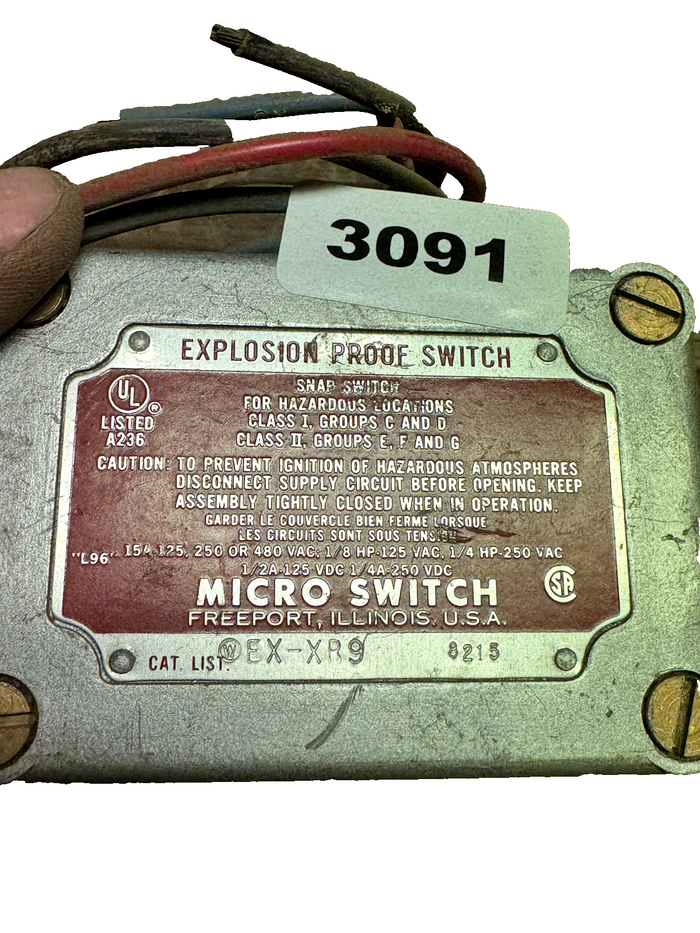 3091
EXPLOSION PROOF SWITCH
SNAP SWITCH
FOR HAZARDOUS LOCATIONS
CLASS I, GROUPS C AND D
CLASS II, GROUPS E, F AND G
UL ®
LISTED
A236
CAUTION: TO PREVENT IGNITION OF HAZARDOUS ATMOSPHERES
DISCONNECT SUPPLY CIRCUIT BEFORE OPENING. KEEP
ASSEMBLY TIGHTLY CLOSED WHEN IN OPERATION.
GARDER LE COUVERCLE BIEN FERME LORSQUE
LES CIRCUITS SONT SOUS TENSION
"L96" 15A-125, 250 OR 480 VAC; 1/8 HP-125 VAC, 1/4 HP-250 VAC
1/2A-125 VDC 1/4A-250 VDC
MICRO SWITCH
FREEPORT, ILLINOIS, U.S.A.
SA
CAT. LIST. W EX-XR9 8215